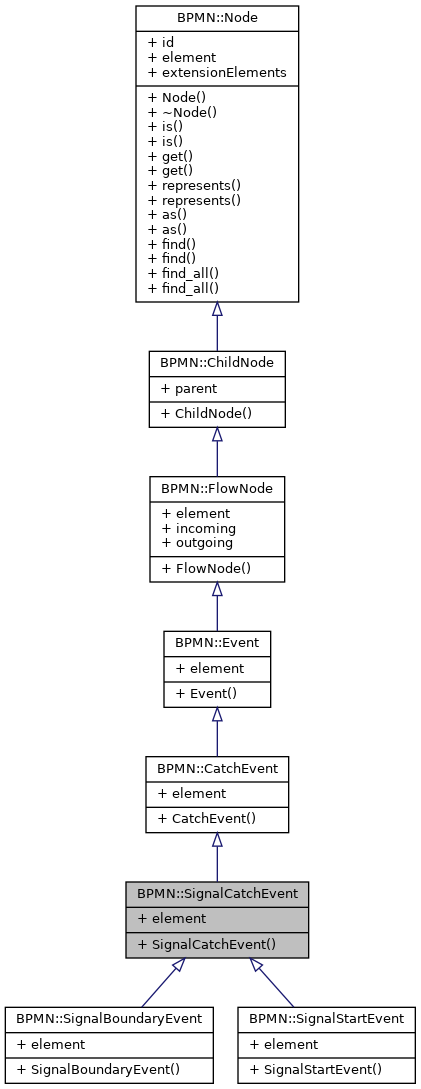 BPMN::Node
+ id
+ element
+ extensionElements
+ Node()
+ ~Node()
+ is()
+ is()
+ get()
+ get()
+ represents()
+ represents()
+ as()
+ as()
+ find()
+ find()
+ find_all()
+ find_all()
BPMN::ChildNode
+ parent
+ ChildNode()
BPMN::FlowNode
+ element
+ incoming
+ outgoing
+ FlowNode()
BPMN::Event
+ element
+ Event()
BPMN::CatchEvent
+ element
+ CatchEvent()
BPMN::SignalCatchEvent
+ element
+ SignalCatchEvent()
BPMN::SignalBoundaryEvent
+ element
+ SignalBoundaryEvent()
BPMN::SignalStartEvent
+ element
+ SignalStartEvent()